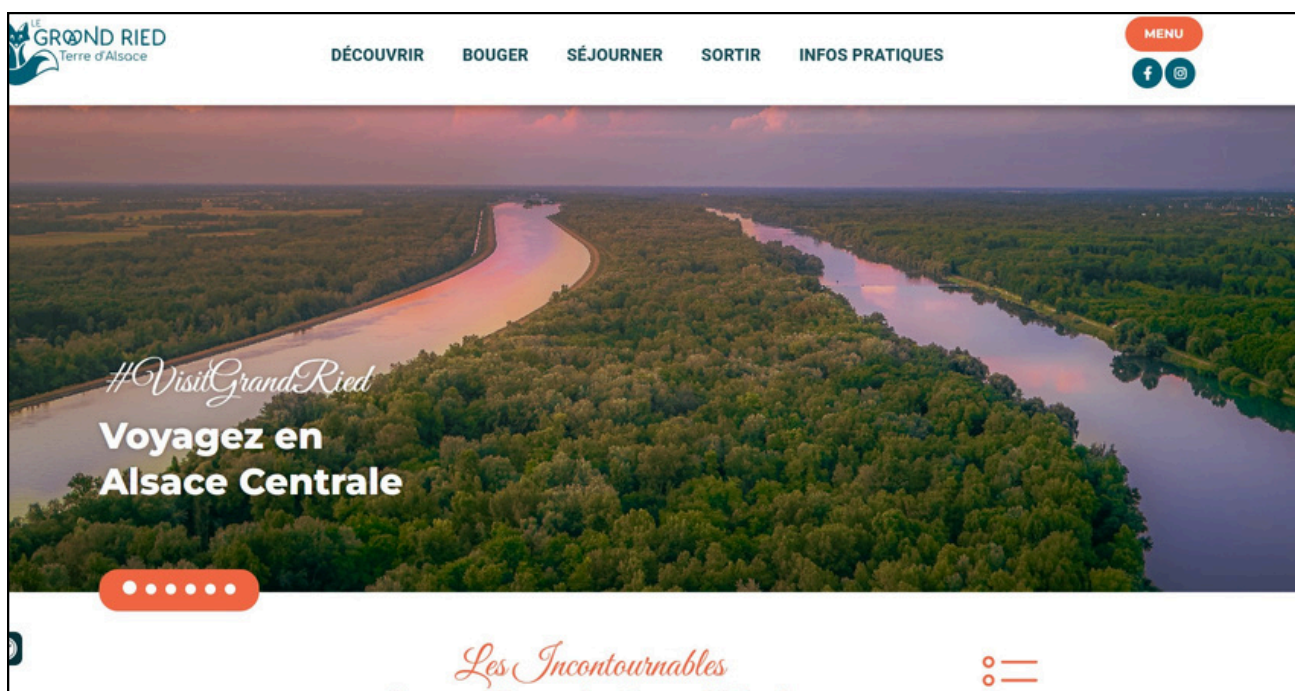 LE
GRAND RIED
Terre d'Alsace
DÉCOUVRIR BOUGER SÉJOURNER SORTIR INFOS PRATIQUES
MENU
#VisitGrandRied
Voyagez en
Alsace Centrale
Les Incontournables